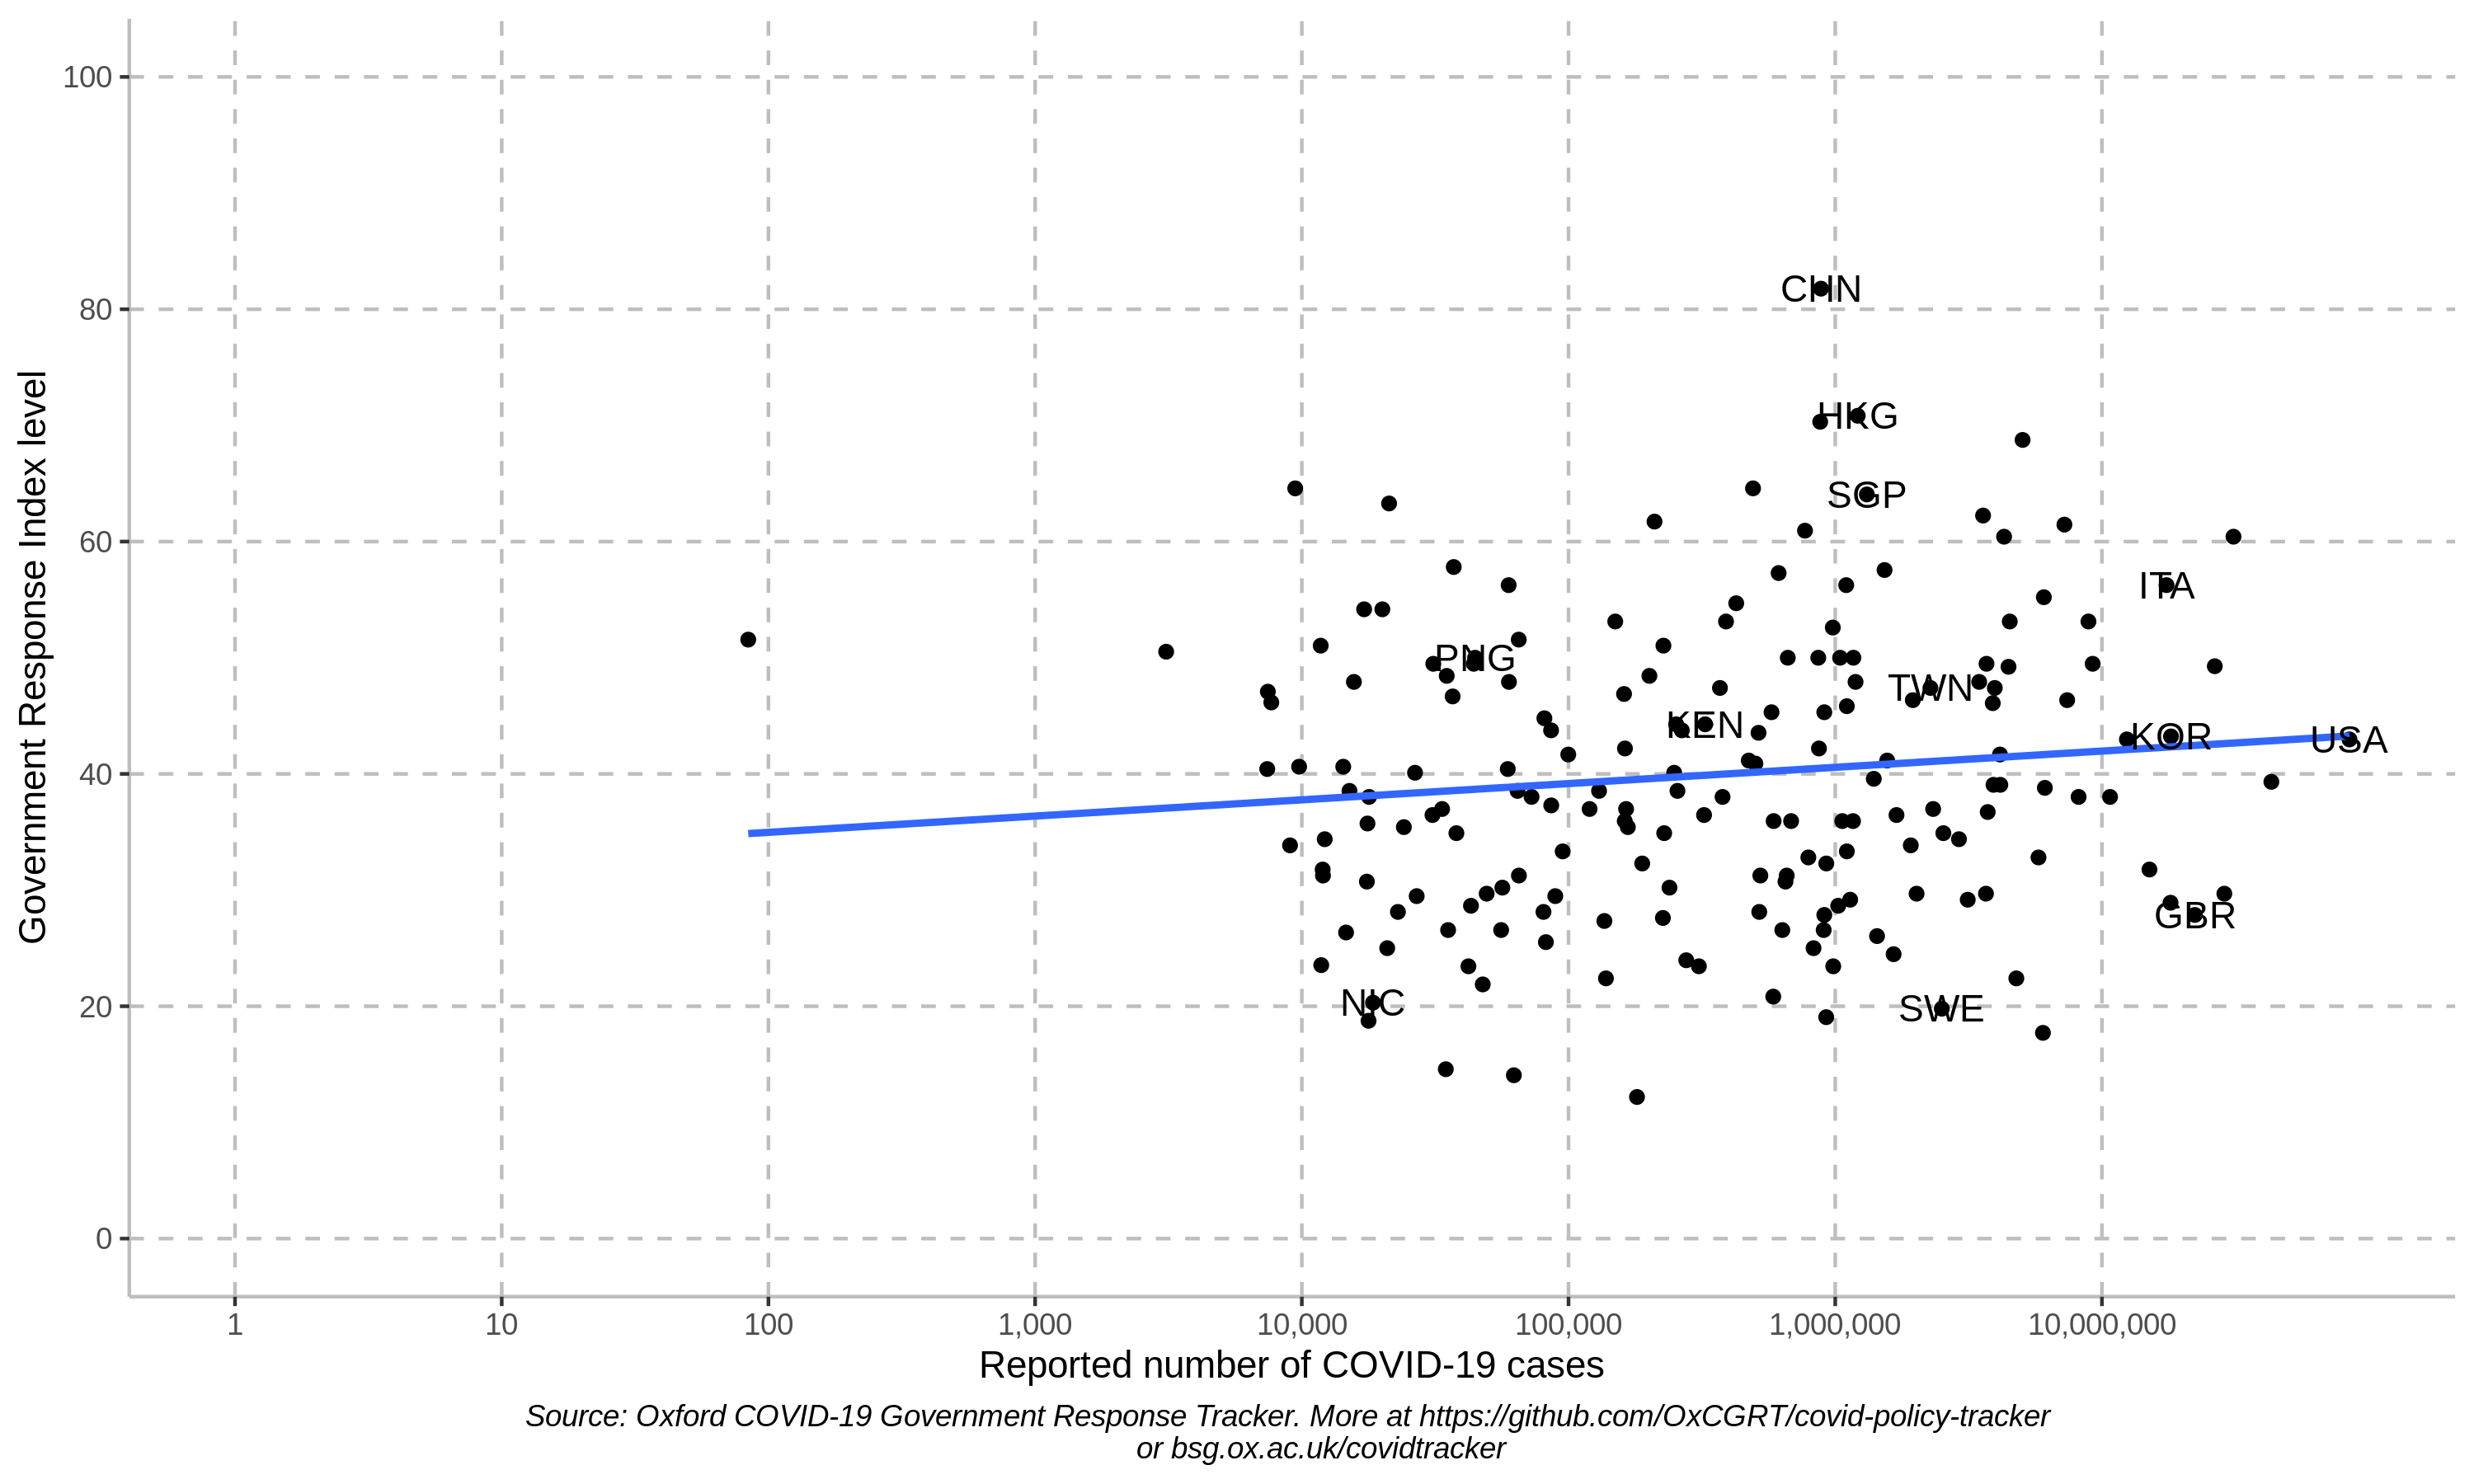 Government Response Index level
100
80
60
40
20
0
CHN
HKG
SGP
ITA
PNG
TWN
KEN
KOR
USA
GBR
NIC
SWE
1
10
100
1,000
10,000
100,000
1,000,000
10,000,000
Reported number of COVID-19 cases
Source: Oxford COVID-19 Government Response Tracker. More at https://github.com/OxCGRT/covid-policy-tracker
or bsg.ox.ac.uk/covidtracker